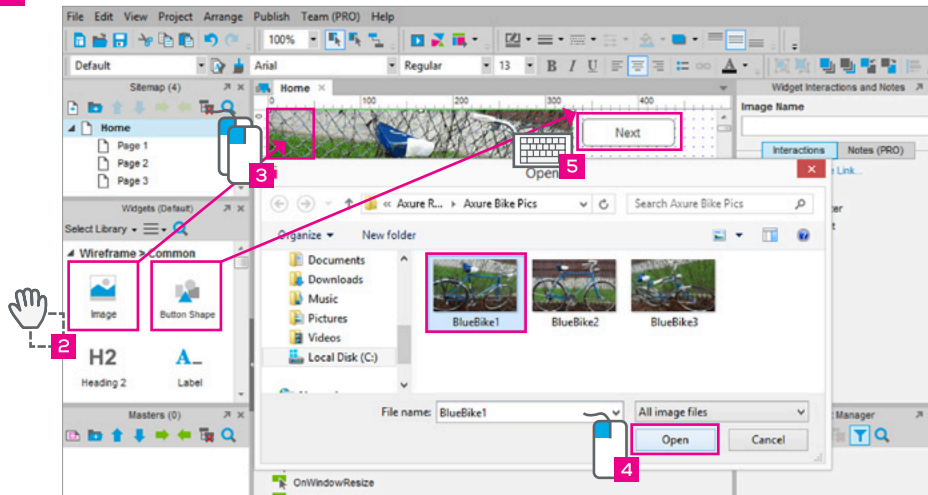 File Edit View Project Arrange Publish Team (PRO) Help
100%
Default Arial Regular 13 B I U A
Sitemap (4) Home Widget Interactions and Notes
0 100 200 300 400 Image Name
Home
Page 1
Page 2
Page 3
Next
Interactions Notes (PRO)
3
5
Open
Link...
Widgets (Default)
Select Library
« Axure R... Axure Bike Pics Search Axure Bike Pics
Organize New folder
Wireframe > Common
Image Button Shape
2
H2 A_
Heading 2 Label
Documents
Downloads
Music
Pictures
Videos
Local Disk (C:)
BlueBike1 BlueBike2 BlueBike3
Masters (0) Manager
File name: BlueBike1 All image files
Open Cancel
4
OnWindowResize